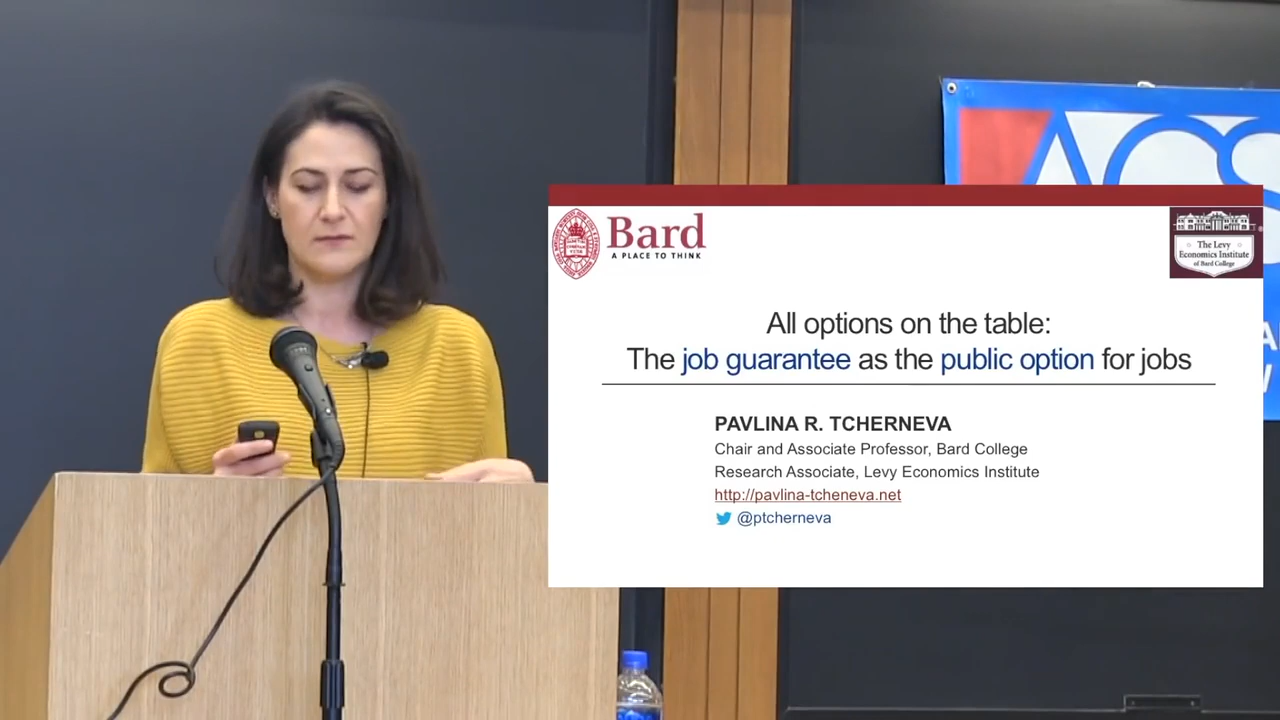 ACS
Bard
A PLACE TO THINK
The Levy
Economics Institute
of Bard College
All options on the table:
The job guarantee as the public option for jobs
PAVLINA R. TCHERNEVA
Chair and Associate Professor, Bard College
Research Associate, Levy Economics Institute
http://pavlina-tcheneva.net
@ptcherneva